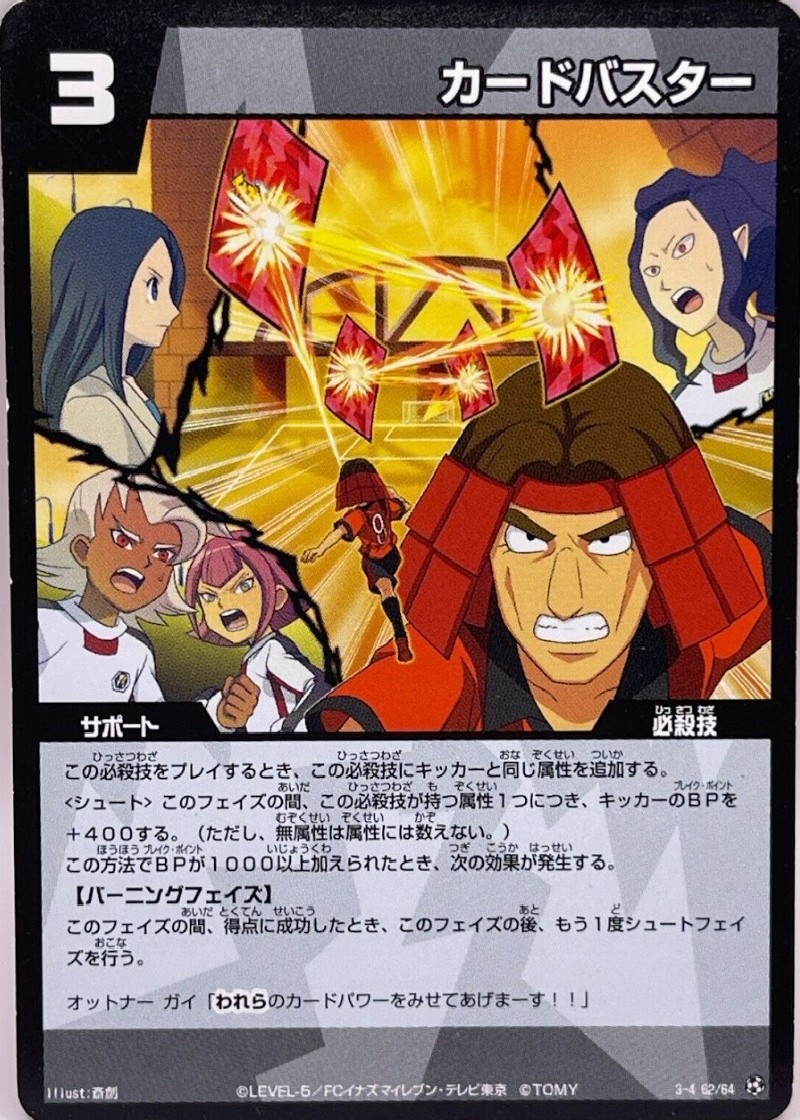 3
カードバスター
サポート
必殺技
この必殺技をプレイするとき、この必殺技にキッカーと同じ属性を追加する。
<シュート> このフェイズの間、この必殺技が持つ属性1つにつき、キッカーのBPを
+400する。(ただし、無属性は属性には数えない。)
この方法でBPが1000以上加えられたとき、次の効果が発生する。
【バーニングフェイズ】
このフェイズの間、得点に成功したとき、このフェイズの後、もう1度シュートフェイ
ズを行う。
オットナー ガイ「われらのカードパワーをみせてあげまーす!!」
Illust:斎創
©LEVEL-5/FCイナズマイレブン・テレビ東京 ©TOMY
3-4 62/64